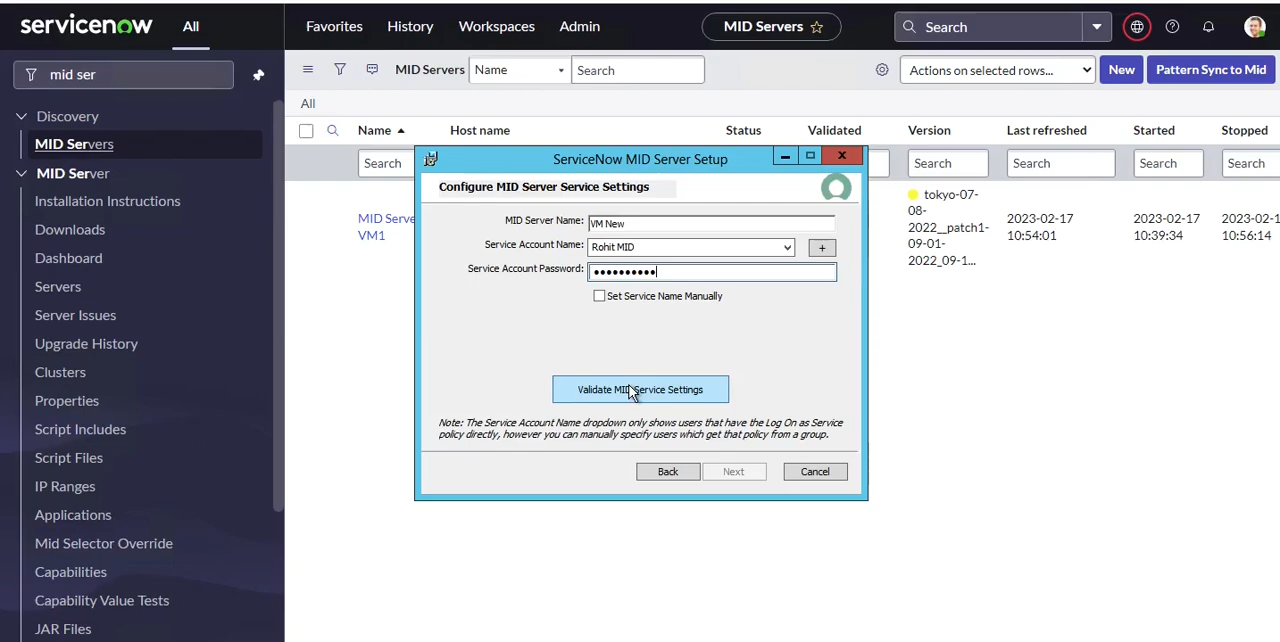 servicenow
All
Favorites
History
Workspaces
Admin
MID Servers
Search
mid ser
MID Servers
Name
Search
Actions on selected rows...
New
Pattern Sync to Mid
All
Discovery
MID Servers
MID Server
Installation Instructions
Downloads
Dashboard
Servers
Server Issues
Upgrade History
Clusters
Properties
Script Includes
Script Files
IP Ranges
Applications
Mid Selector Override
Capabilities
Capability Value Tests
JAR Files
Name
Host name
Status
Validated
Version
Last refreshed
Started
Stopped
Search
Search
Search
Search
Search
MID Serve
VM1
tokyo-07-
08-
2022__patch1-
09-01-
2022_09-1...
2023-02-17
10:54:01
2023-02-17
10:39:34
2023-02-1
10:56:14
ServiceNow MID Server Setup
Configure MID Server Service Settings
MID Server Name:
VM New
Service Account Name:
Rohit MID
+
Service Account Password:
••••••••••
Set Service Name Manually
Validate MID Service Settings
Note: The Service Account Name dropdown only shows users that have the Log On as Service
policy directly, however you can manually specify users which get that policy from a group.
Back
Next
Cancel